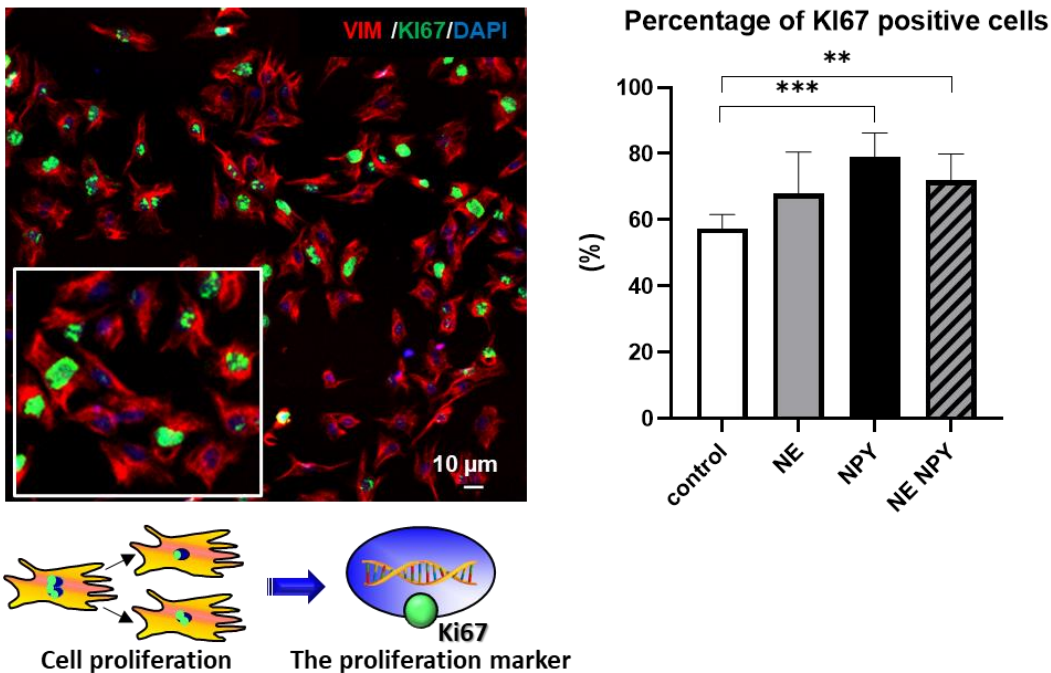 VIM /KI67/DAPI
10 µm
Percentage of KI67 positive cells
**
***
(%)
100
80
60
40
20
0
control
NE
NPY
NE NPY
Ki67
Cell proliferation
The proliferation marker